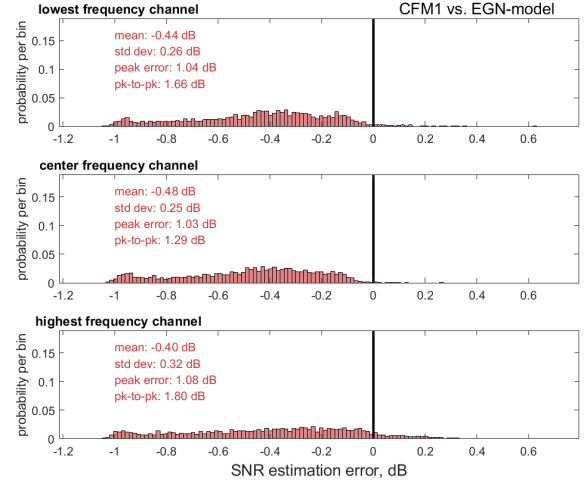 lowest frequency channel
CFM1 vs. EGN-model
probability per bin
0.15
0.1
0.05
0
mean: -0.44 dB
std dev: 0.26 dB
peak error: 1.04 dB
pk-to-pk: 1.66 dB
-1.2 -1 -0.8 -0.6 -0.4 -0.2 0 0.2 0.4 0.6
center frequency channel
probability per bin
0.15
0.1
0.05
0
mean: -0.48 dB
std dev: 0.25 dB
peak error: 1.03 dB
pk-to-pk: 1.29 dB
-1.2 -1 -0.8 -0.6 -0.4 -0.2 0 0.2 0.4 0.6
highest frequency channel
probability per bin
0.15
0.1
0.05
0
mean: -0.40 dB
std dev: 0.32 dB
peak error: 1.08 dB
pk-to-pk: 1.80 dB
-1.2 -1 -0.8 -0.6 -0.4 -0.2 0 0.2 0.4 0.6
SNR estimation error, dB